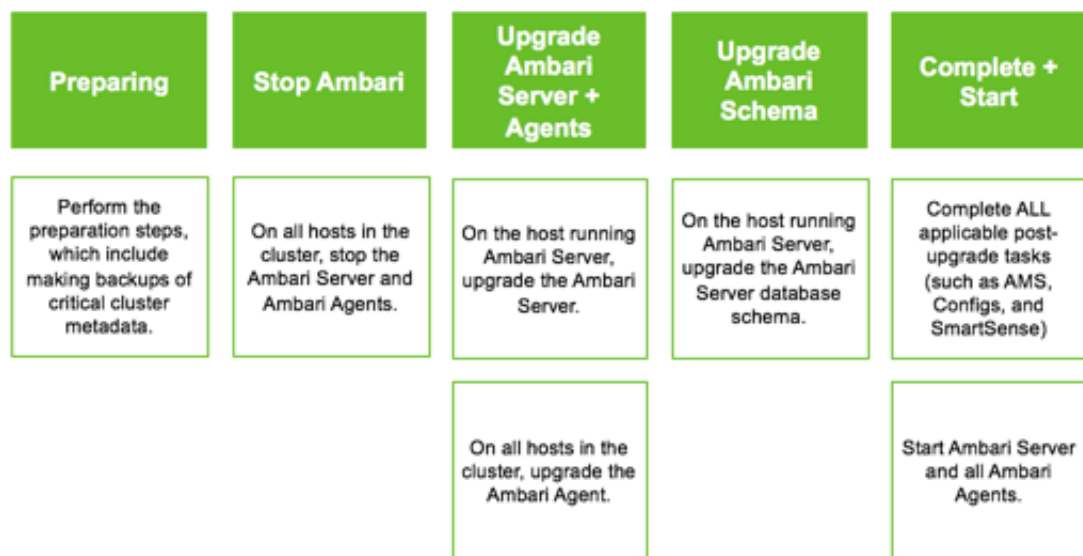 Preparing
Stop Ambari
Upgrade
Ambari
Server +
Agents
Upgrade
Ambari
Schema
Complete +
Start
Perform the
preparation steps,
which include
making backups of
critical cluster
metadata.
On all hosts in the
cluster, stop the
Ambari Server and
Ambari Agents.
On the host running
Ambari Server,
upgrade the Ambari
Server.
On the host running
Ambari Server,
upgrade the Ambari
Server database
schema.
Complete ALL
applicable post-
upgrade tasks
(such as AMS,
Configs, and
SmartSense)
On all hosts in the
cluster, upgrade the
Ambari Agent.
Start Ambari Server
and all Ambari
Agents.